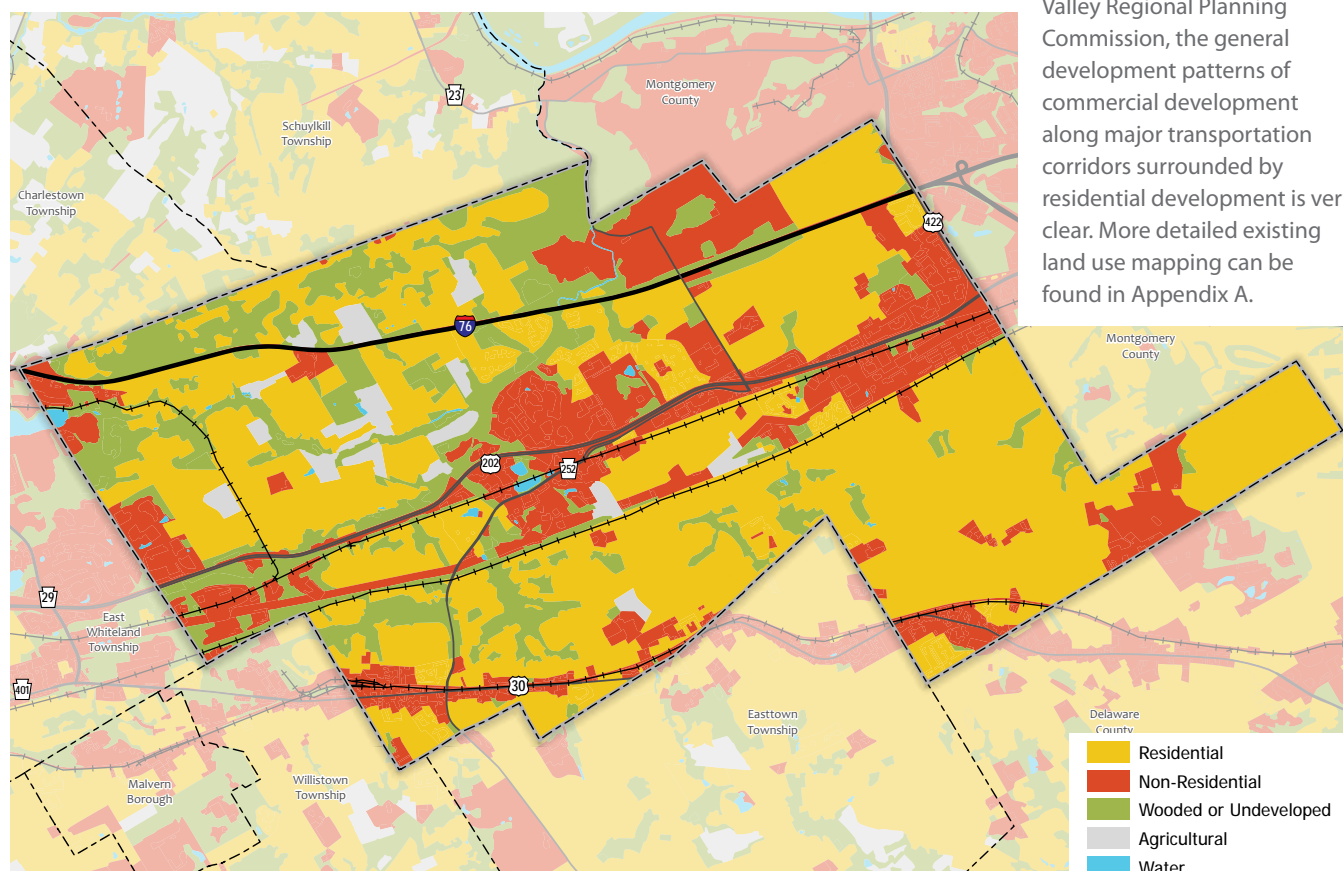 Valley Regional Planning
Commission, the general
development patterns of
commercial development
along major transportation
corridors surrounded by
residential development is ver
clear. More detailed existing
land use mapping can be
found in Appendix A.
Montgomery
County
23
Schuylkill
Township
Charlestown
Township
422
76
Montgomery
County
202
252
29
East
Whiteland
Township
401
30
Easttown
Township
Delaware
County
Malvern
Borough
Willistown
Township
Residential
Non-Residential
Wooded or Undeveloped
Agricultural
Water